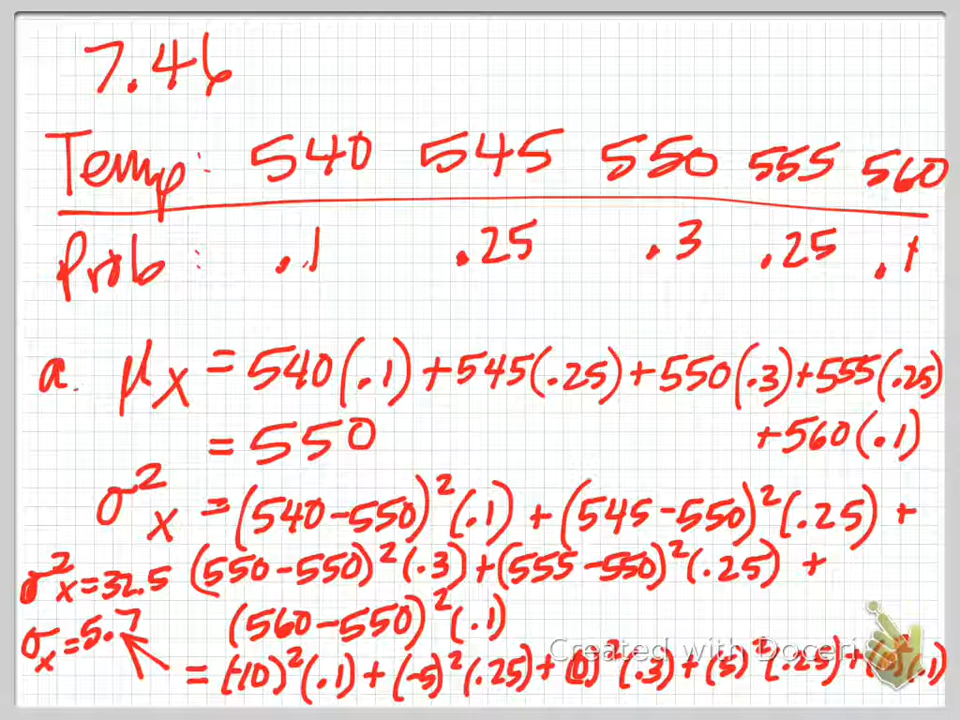 7.46
Temp: 540 545 550 555 560
Prob: .1 .25 .3 .25 .1
a. μx = 540(.1) + 545(.25) + 550(.3) + 555(.25)
+ 560(.1)
= 550
σ²x = (540 - 550)²(.1) + (545 - 550)²(.25) +
(550 - 550)²(.3) + (555 - 550)²(.25) +
(560 - 550)²(.1)
= (-10)²(.1) + (-5)²(.25) + (0)²(.3) + (5)²(.25) + (.1)
σ²x = 32.5
σx = 5.7
Created with Doceri